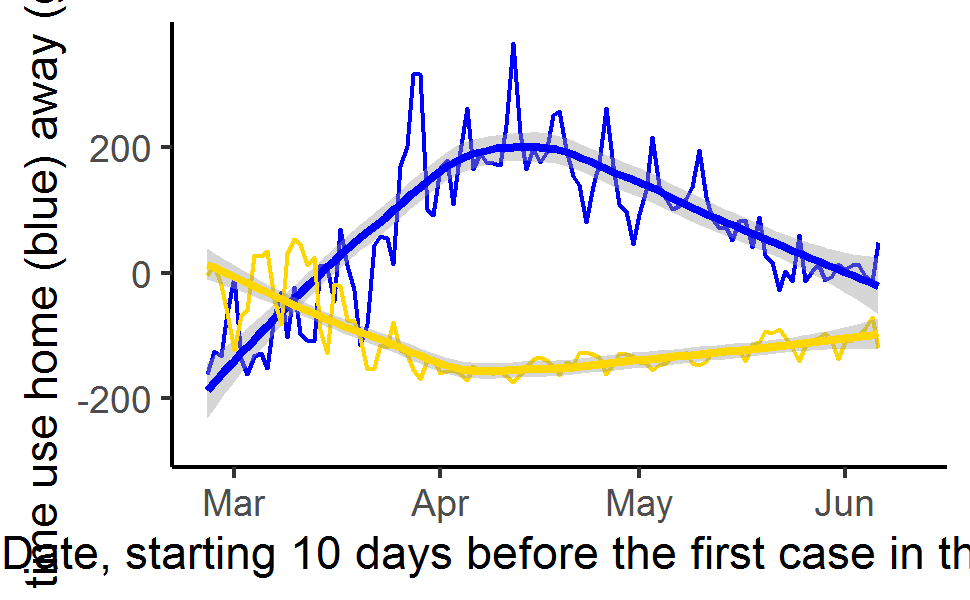 time use home (blue) away (
200
0
-200
Mar Apr May Jun
Date, starting 10 days before the first case in th